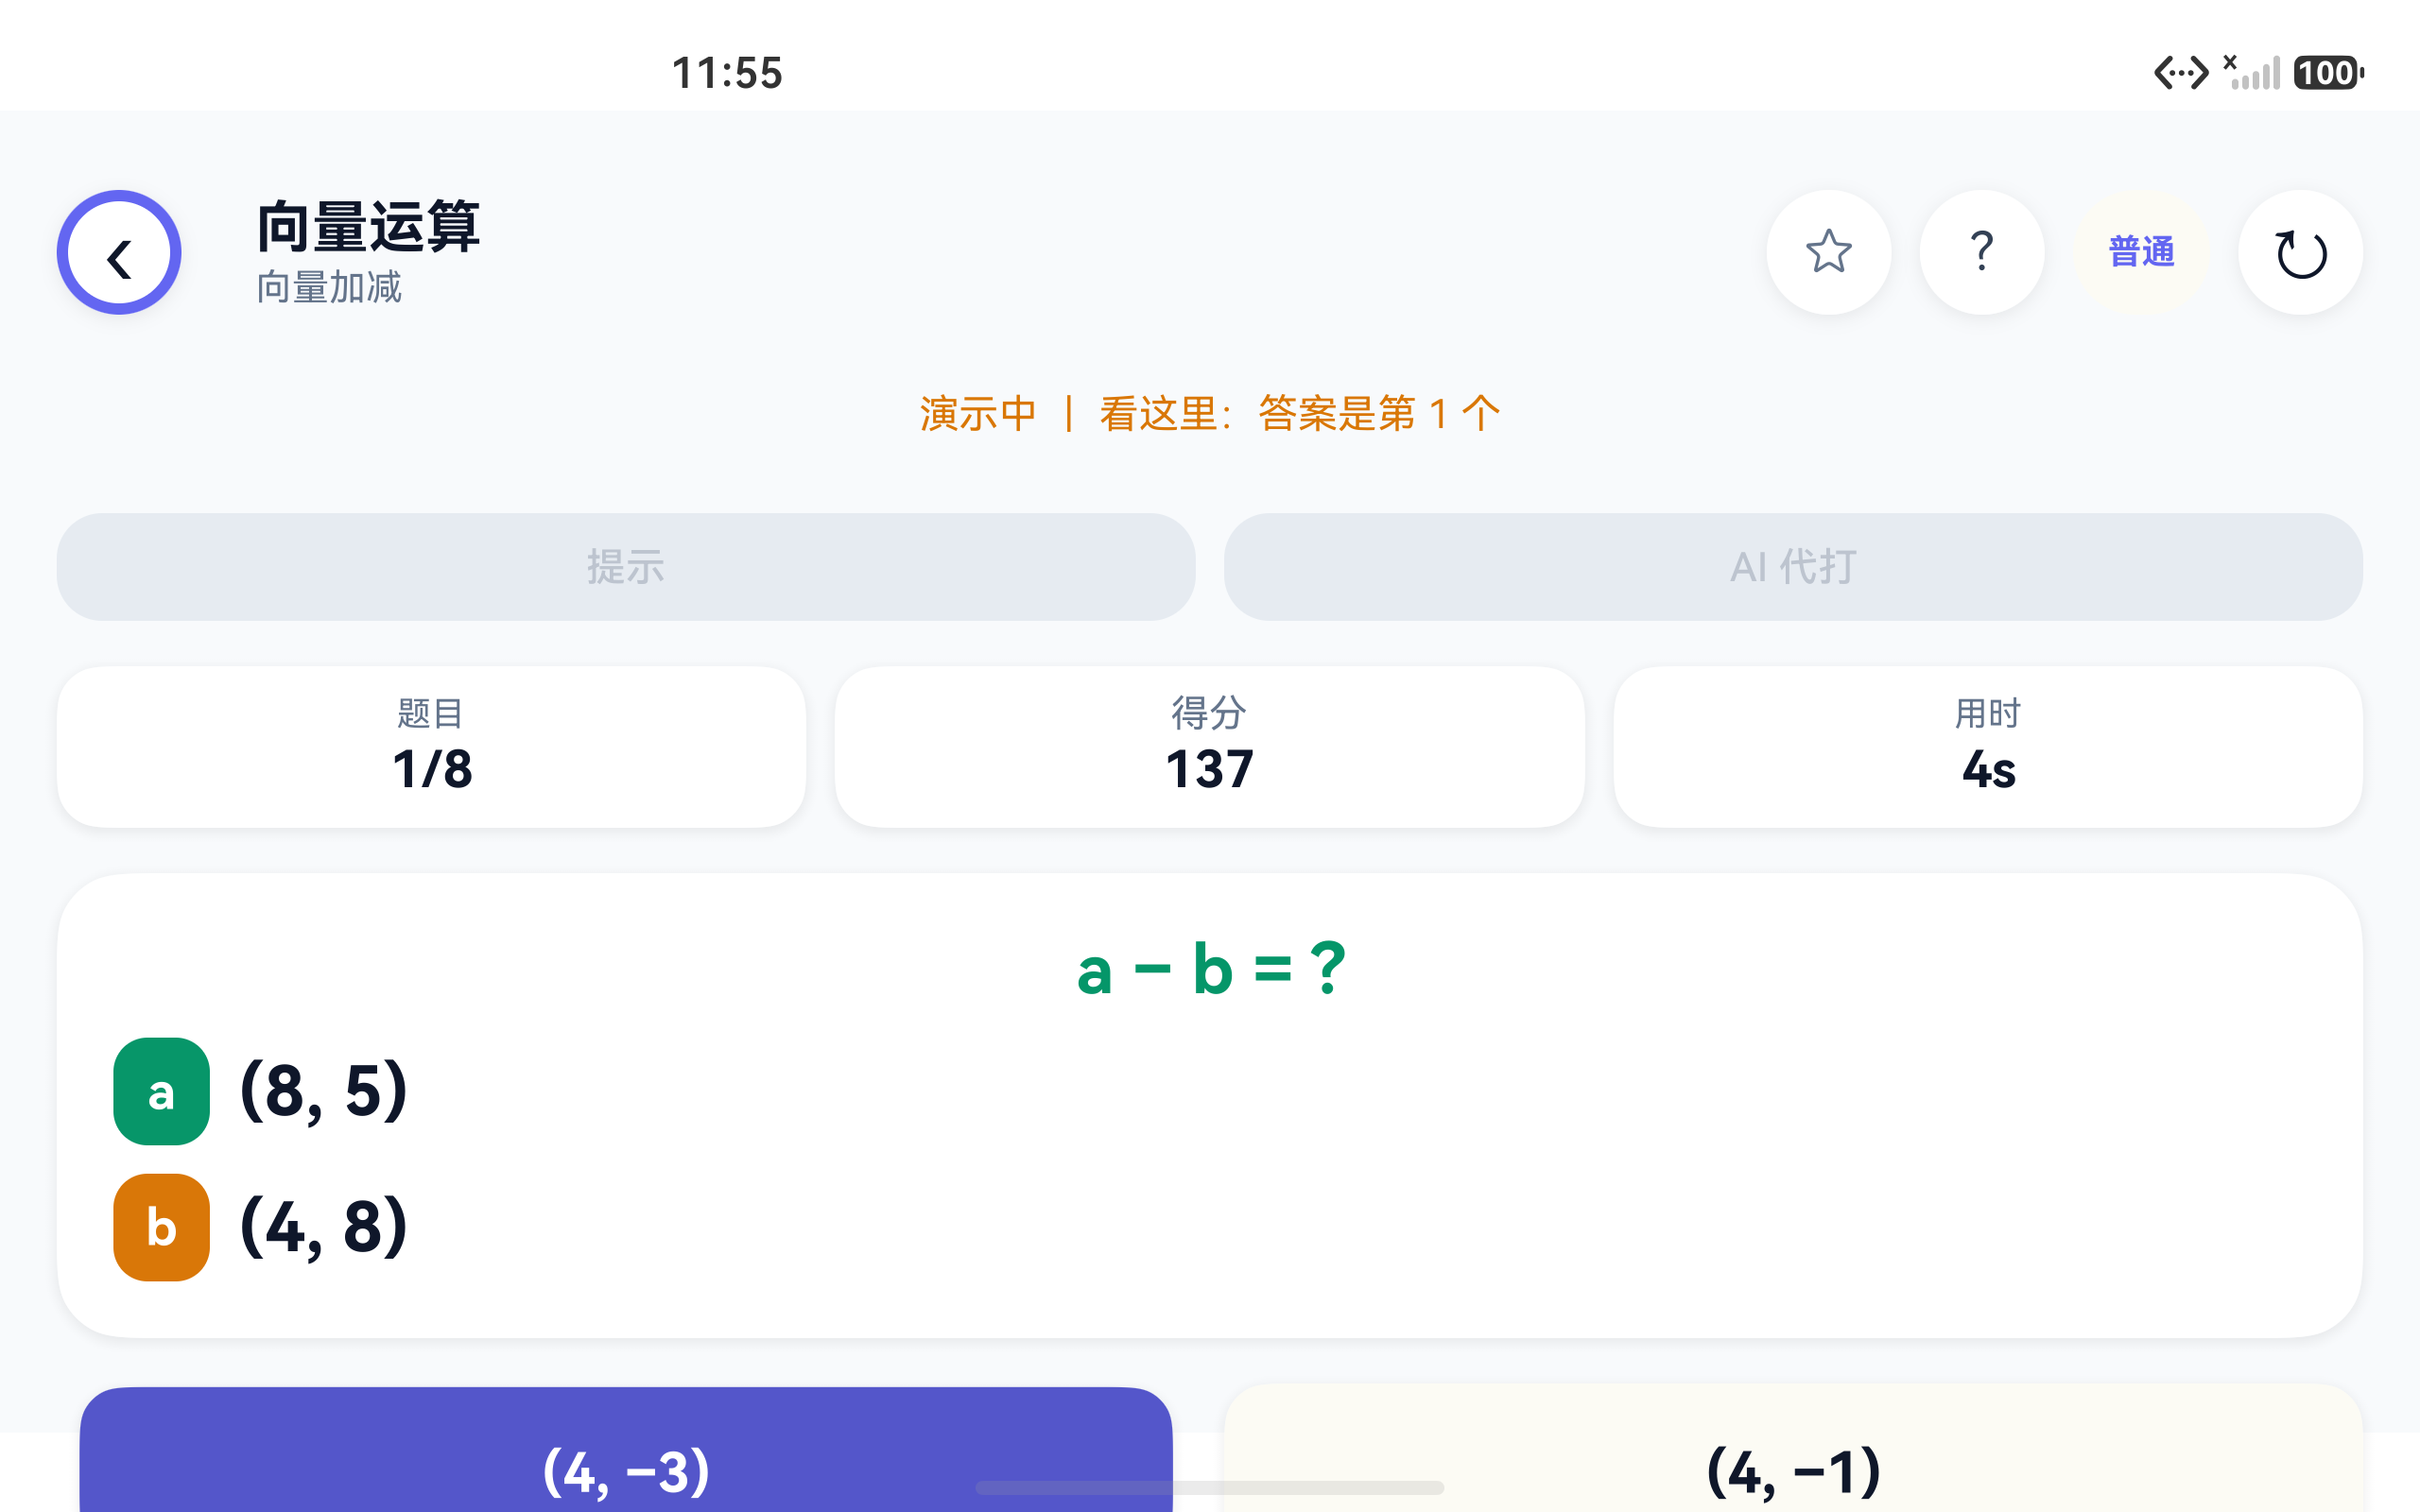 11:55
100
向量运算
向量加减
?
普通
演示中 | 看这里：答案是第 1 个
提示
AI 代打
题目
1/8
得分
137
用时
4s
a − b = ?
a (8, 5)
b (4, 8)
(4, −3)
(4, −1)